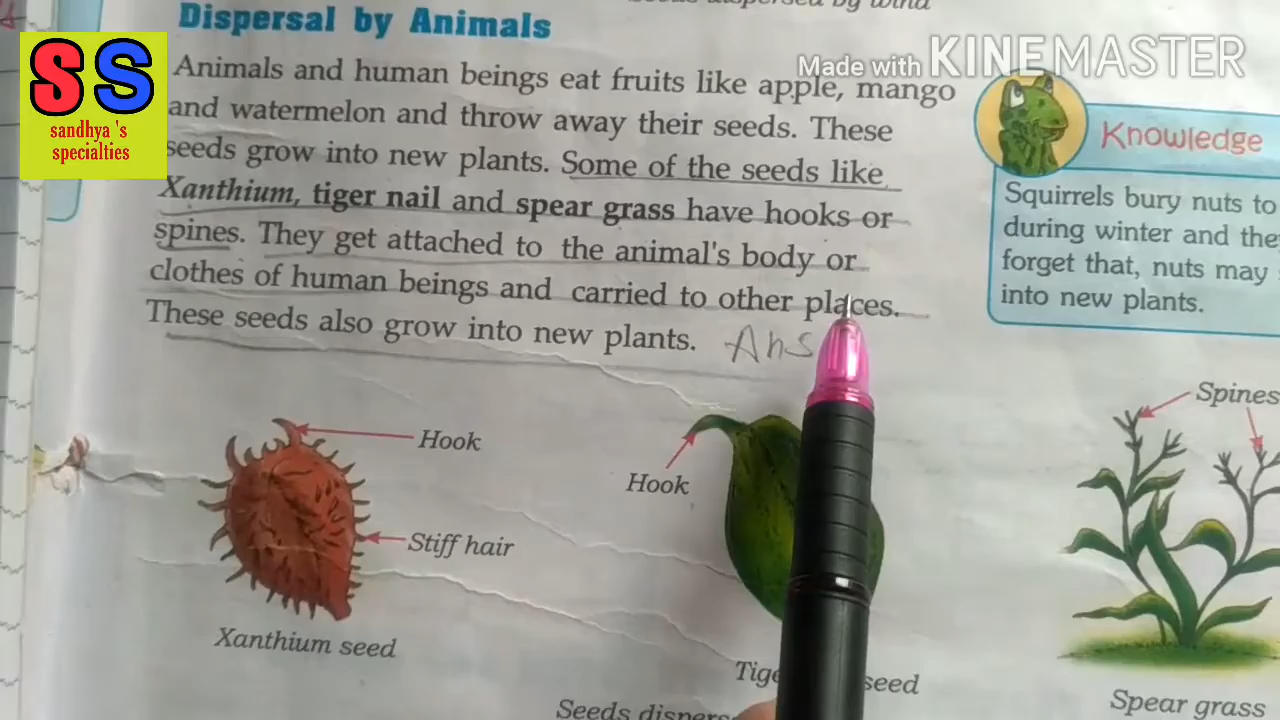 Dispersal by Animals
Made with KINEMASTER
SS
sandhya 's
specialties
Animals and human beings eat fruits like apple, mango
and watermelon and throw away their seeds. These
seeds grow into new plants. Some of the seeds like
Xanthium, tiger nail and spear grass have hooks or
spines. They get attached to the animal's body or
clothes of human beings and carried to other places.
These seeds also grow into new plants. Ans
Knowledge
Squirrels bury nuts to
during winter and
forget that, nuts may
into new plants.
Hook
Stiff hair
Xanthium seed
Hook
seed
Spines
Spear grass
Seeds